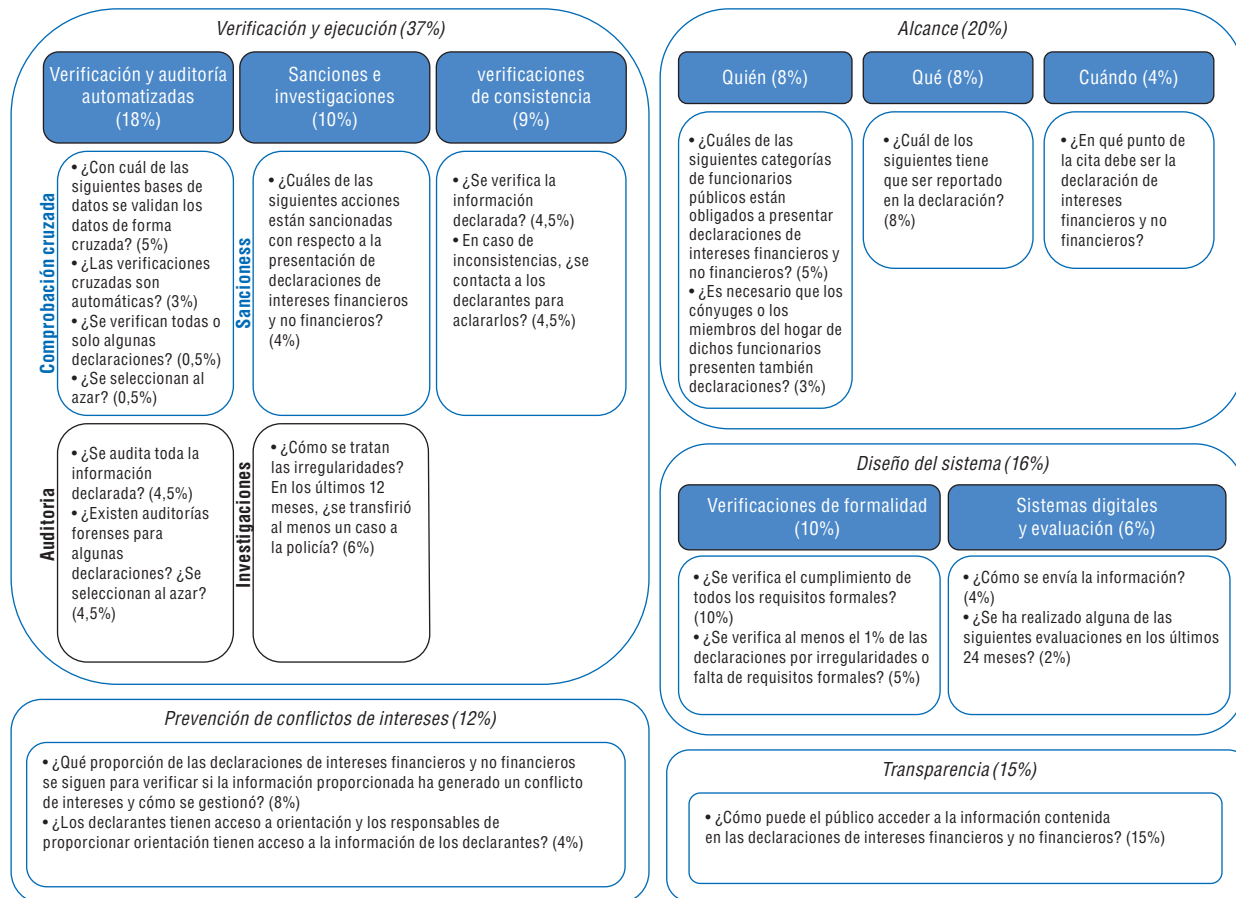 Verificación y ejecución (37%)
Verificación y auditoría
automatizadas
(18%)
Sanciones e
investigaciones
(10%)
verificaciones
de consistencia
(9%)
Comprobación cruzada
• ¿Con cuál de las
siguientes bases de
datos se validan los
datos de forma
cruzada? (5%)
• ¿Las verificaciones
cruzadas son
automáticas? (3%)
• ¿Se verifican todas o
solo algunas
declaraciones? (0,5%)
• ¿Se seleccionan al
azar? (0,5%)
Sancioness
• ¿Cuáles de las
siguientes acciones
están sancionadas
con respecto a la
presentación de
declaraciones de
intereses financieros
y no financieros?
(4%)
• ¿Se verifica la
información
declarada? (4,5%)
• En caso de
inconsistencias, ¿se
contacta a los
declarantes para
aclararlos? (4,5%)
Auditoria
• ¿Se audita toda la
información
declarada? (4,5%)
• ¿Existen auditorías
forenses para
algunas
declaraciones? ¿Se
seleccionan al azar?
(4,5%)
Investigaciones
• ¿Cómo se tratan
las irregularidades?
En los últimos 12
meses, ¿se transfirió
al menos un caso a
la policía? (6%)
Alcance (20%)
Quién (8%)
Qué (8%)
Cuándo (4%)
• ¿Cuáles de las
siguientes categorías
de funcionarios
públicos están
obligados a presentar
declaraciones de
intereses financieros y
no financieros? (5%)
• ¿Es necesario que los
cónyuges o los
miembros del hogar de
dichos funcionarios
presenten también
declaraciones? (3%)
• ¿Cuál de los
siguientes tiene
que ser reportado
en la declaración?
(8%)
• ¿En qué punto de
la cita debe ser la
declaración de
intereses
financieros y no
financieros?
Diseño del sistema (16%)
Verificaciones de formalidad
(10%)
Sistemas digitales
y evaluación (6%)
• ¿Se verifica el cumplimiento de
todos los requisitos formales?
(10%)
• ¿Se verifica al menos el 1% de las
declaraciones por irregularidades o
falta de requisitos formales? (5%)
• ¿Cómo se envía la información?
(4%)
• ¿Se ha realizado alguna de las
siguientes evaluaciones en los últimos
24 meses? (2%)
Prevención de conflictos de intereses (12%)
• ¿Qué proporción de las declaraciones de intereses financieros y no financieros
se siguen para verificar si la información proporcionada ha generado un conflicto
de intereses y cómo se gestionó? (8%)
• ¿Los declarantes tienen acceso a orientación y los responsables de
proporcionar orientación tienen acceso a la información de los declarantes? (4%)
Transparencia (15%)
• ¿Cómo puede el público acceder a la información contenida
en las declaraciones de intereses financieros y no financieros? (15%)